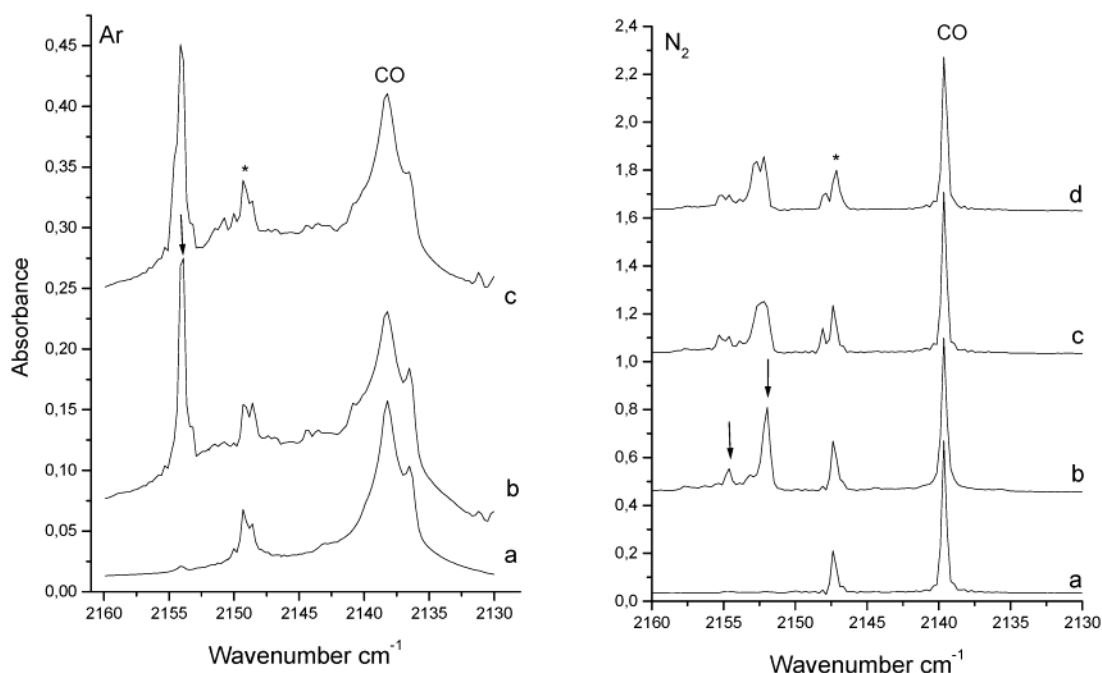 Ar
CO
*
0,45
0,40
0,35
0,30
0,25
0,20
0,15
0,10
0,05
0,00
Absorbance
c
b
a
2160 2155 2150 2145 2140 2135 2130
Wavenumber cm⁻¹
N₂
CO
*
2,4
2,2
2,0
1,8
1,6
1,4
1,2
1,0
0,8
0,6
0,4
0,2
0,0
d
c
b
a
2160 2155 2150 2145 2140 2135 2130
Wavenumber cm⁻¹